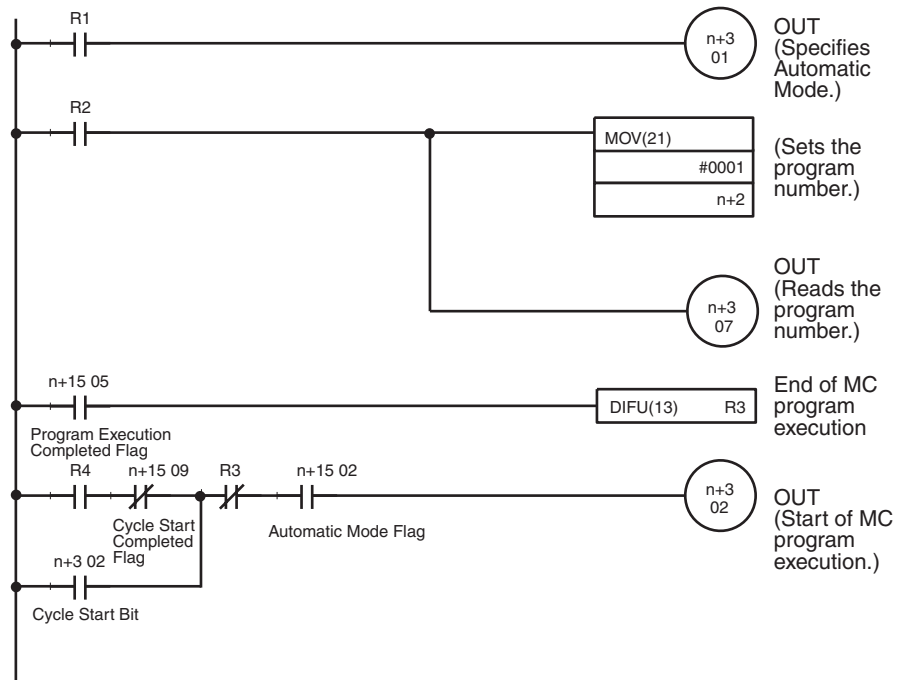 R1
n+3
01
OUT
(Specifies
Automatic
Mode.)
R2
MOV(21)
#0001
n+2
(Sets the
program
number.)
n+3
07
OUT
(Reads the
program
number.)
n+15 05
Program Execution
Completed Flag
DIFU(13) R3
End of MC
program
execution
R4
n+15 09
Cycle Start
Completed
Flag
R3
n+15 02
Automatic Mode Flag
n+3
02
OUT
(Start of MC
program
execution.)
n+3 02
Cycle Start Bit